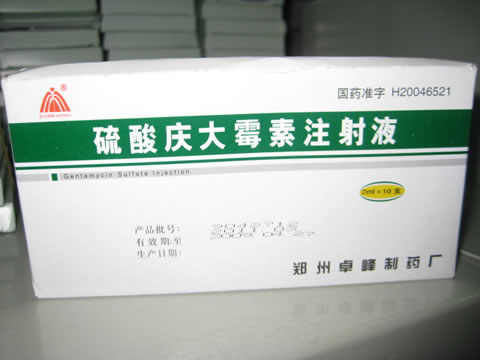 国药准字 H20046521
硫酸庆大霉素注射液
Gentamycin Sulfate Injection
2ml×10支
产品批号:
有效期:至
生产日期:
郑州卓峰制药厂